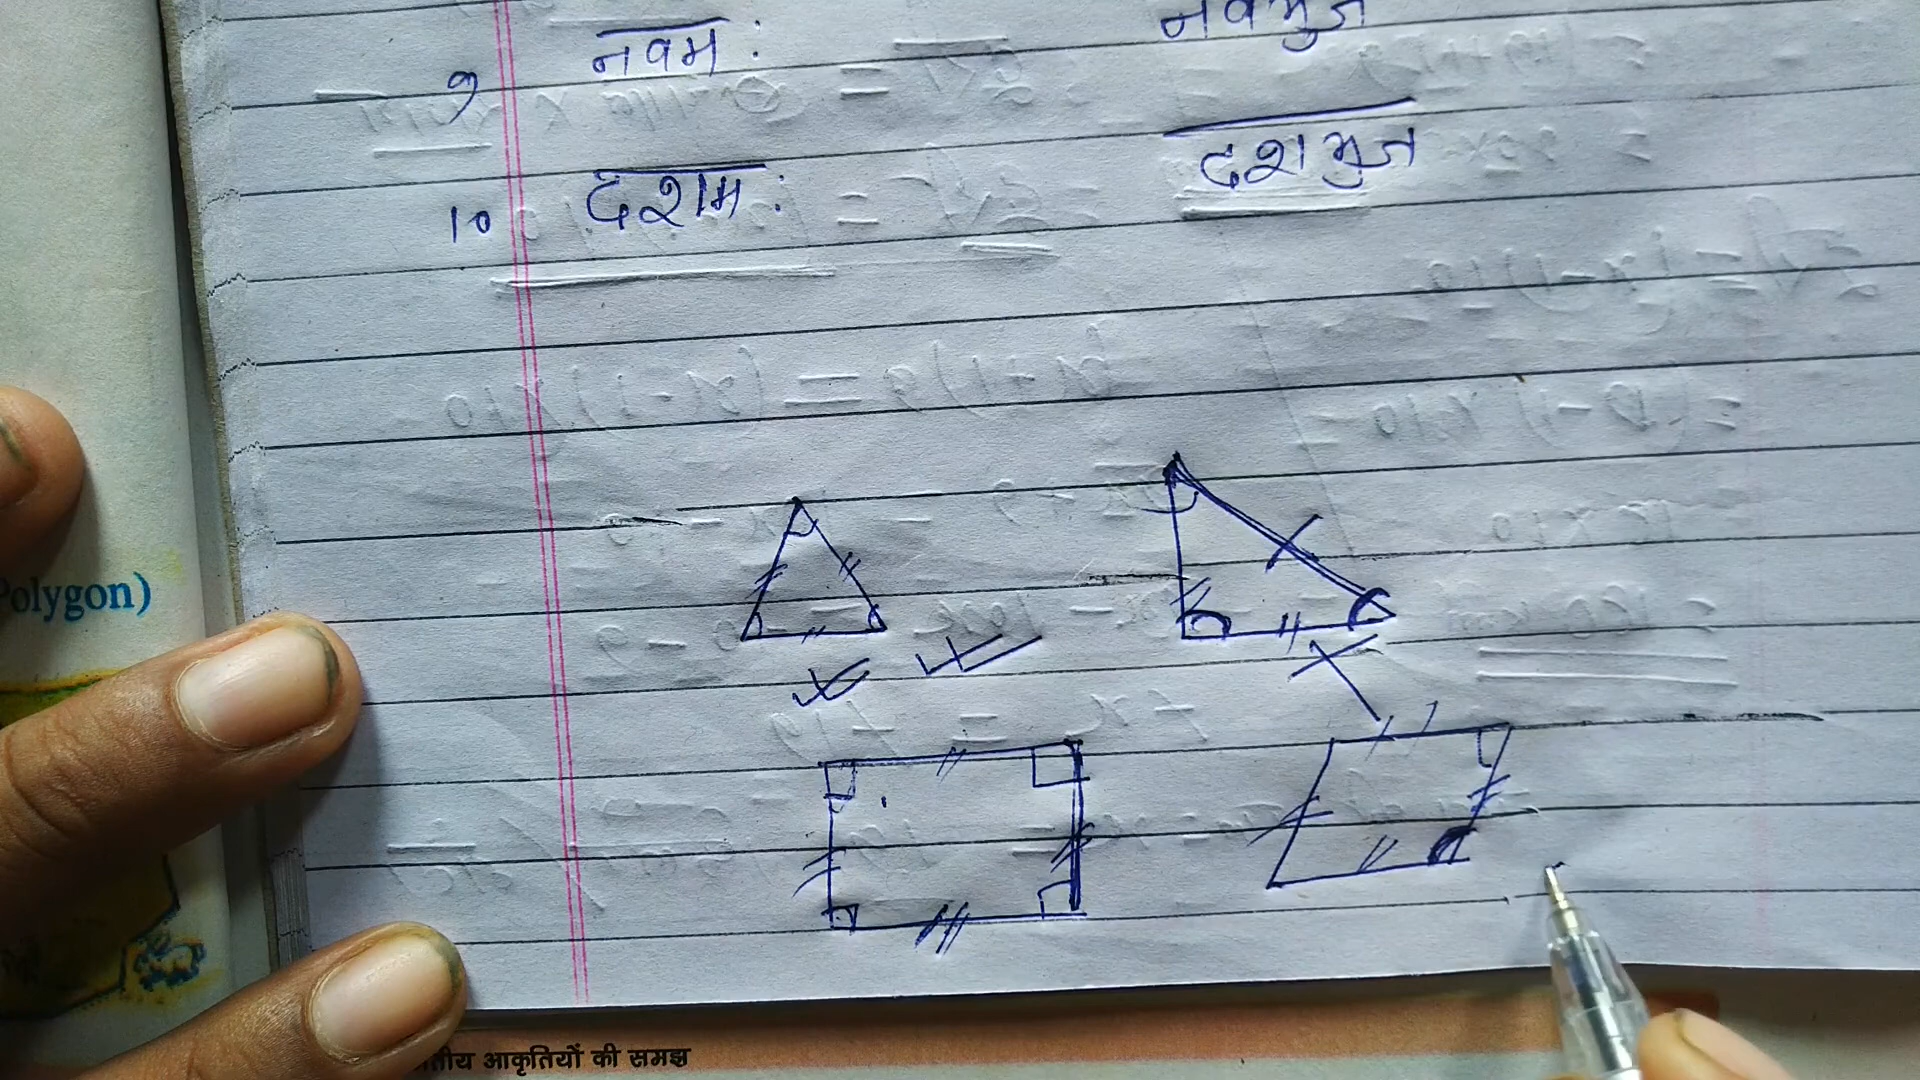 नवमः नवभुज
9
दशभुज
10 दशमः
Polygon)
तीय आकृतियों की समझ